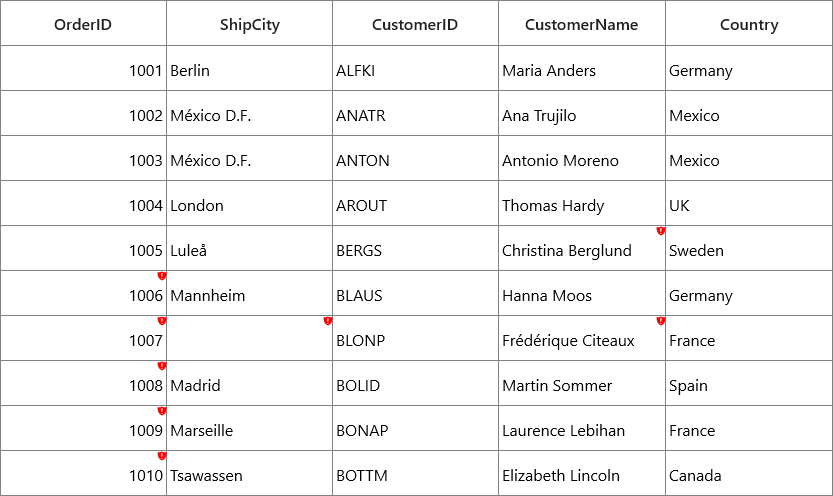 OrderID ShipCity CustomerID CustomerName Country
1001 Berlin ALFKI Maria Anders Germany
1002 México D.F. ANATR Ana Trujilo Mexico
1003 México D.F. ANTON Antonio Moreno Mexico
1004 London AROUT Thomas Hardy UK
1005 Luleå BERGS Christina Berglund Sweden
1006 Mannheim BLAUS Hanna Moos Germany
1007 BLONP Frédérique Citeaux France
1008 Madrid BOLID Martin Sommer Spain
1009 Marseille BONAP Laurence Lebihan France
1010 Tsawassen BOTTM Elizabeth Lincoln Canada